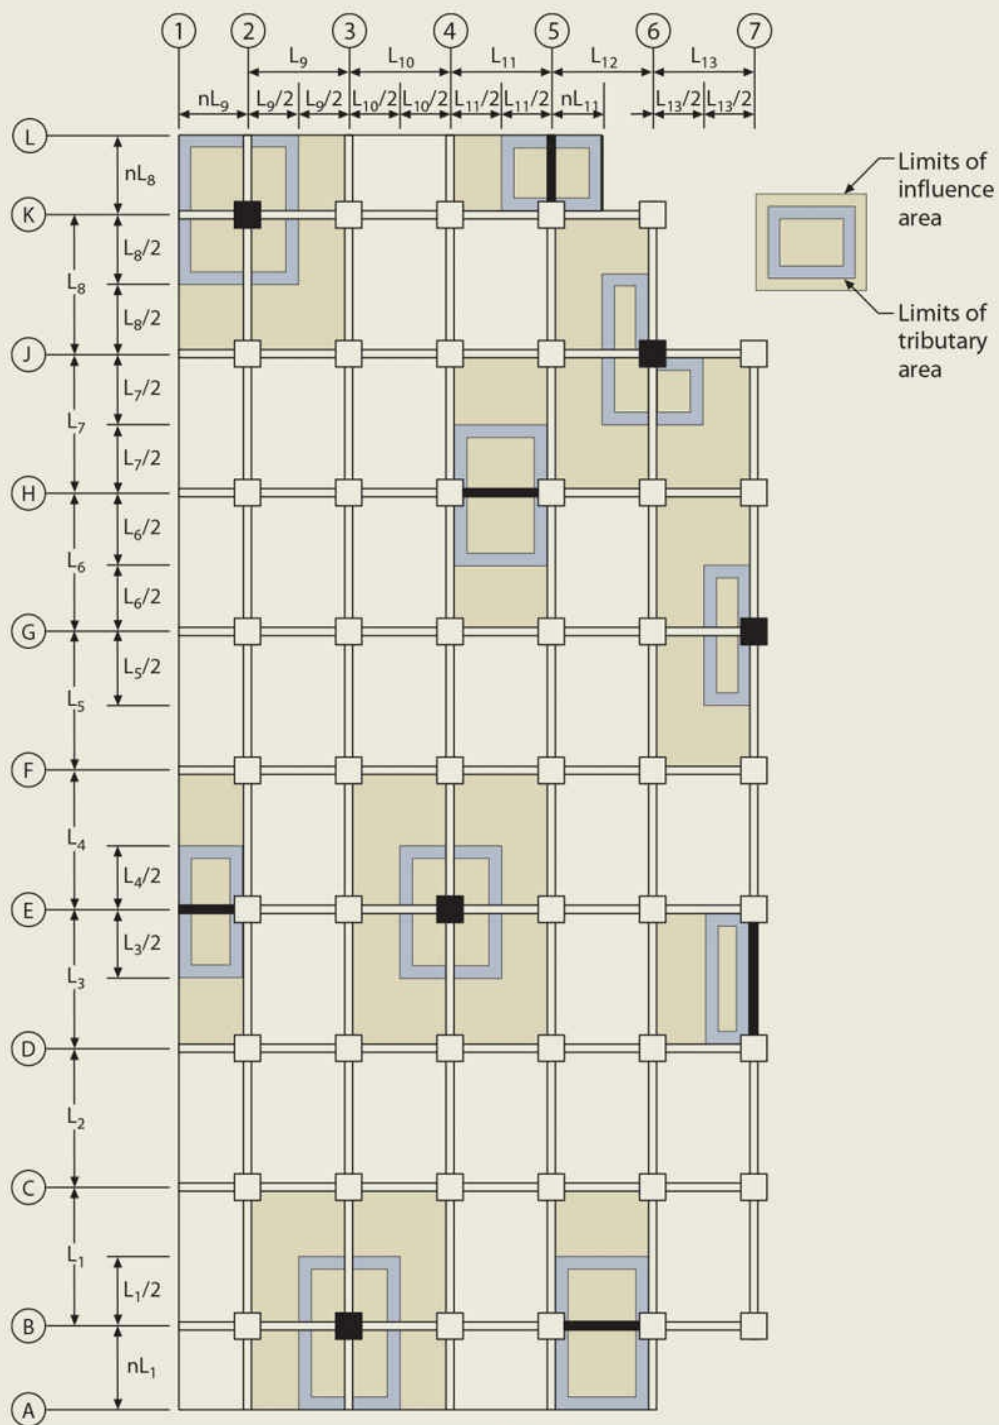 1 2 3 4 5 6 7
L₉ L₁₀ L₁₁ L₁₂ L₁₃
nL₉ L₉/2 L₉/2 L₁₀/2 L₁₀/2 L₁₁/2 L₁₁/2 nL₁₁ L₁₃/2 L₁₃/2
L
nL₈
K
L₈/2
L₈
L₈/2
J
L₇/2
L₇
L₇/2
H
L₆/2
L₆
L₆/2
G
L₅/2
L₅
F
L₄
L₄/2
E
L₃/2
L₃
D
L₂
C
L₁
L₁/2
B
nL₁
A
Limits of
influence
area
Limits of
tributary
area